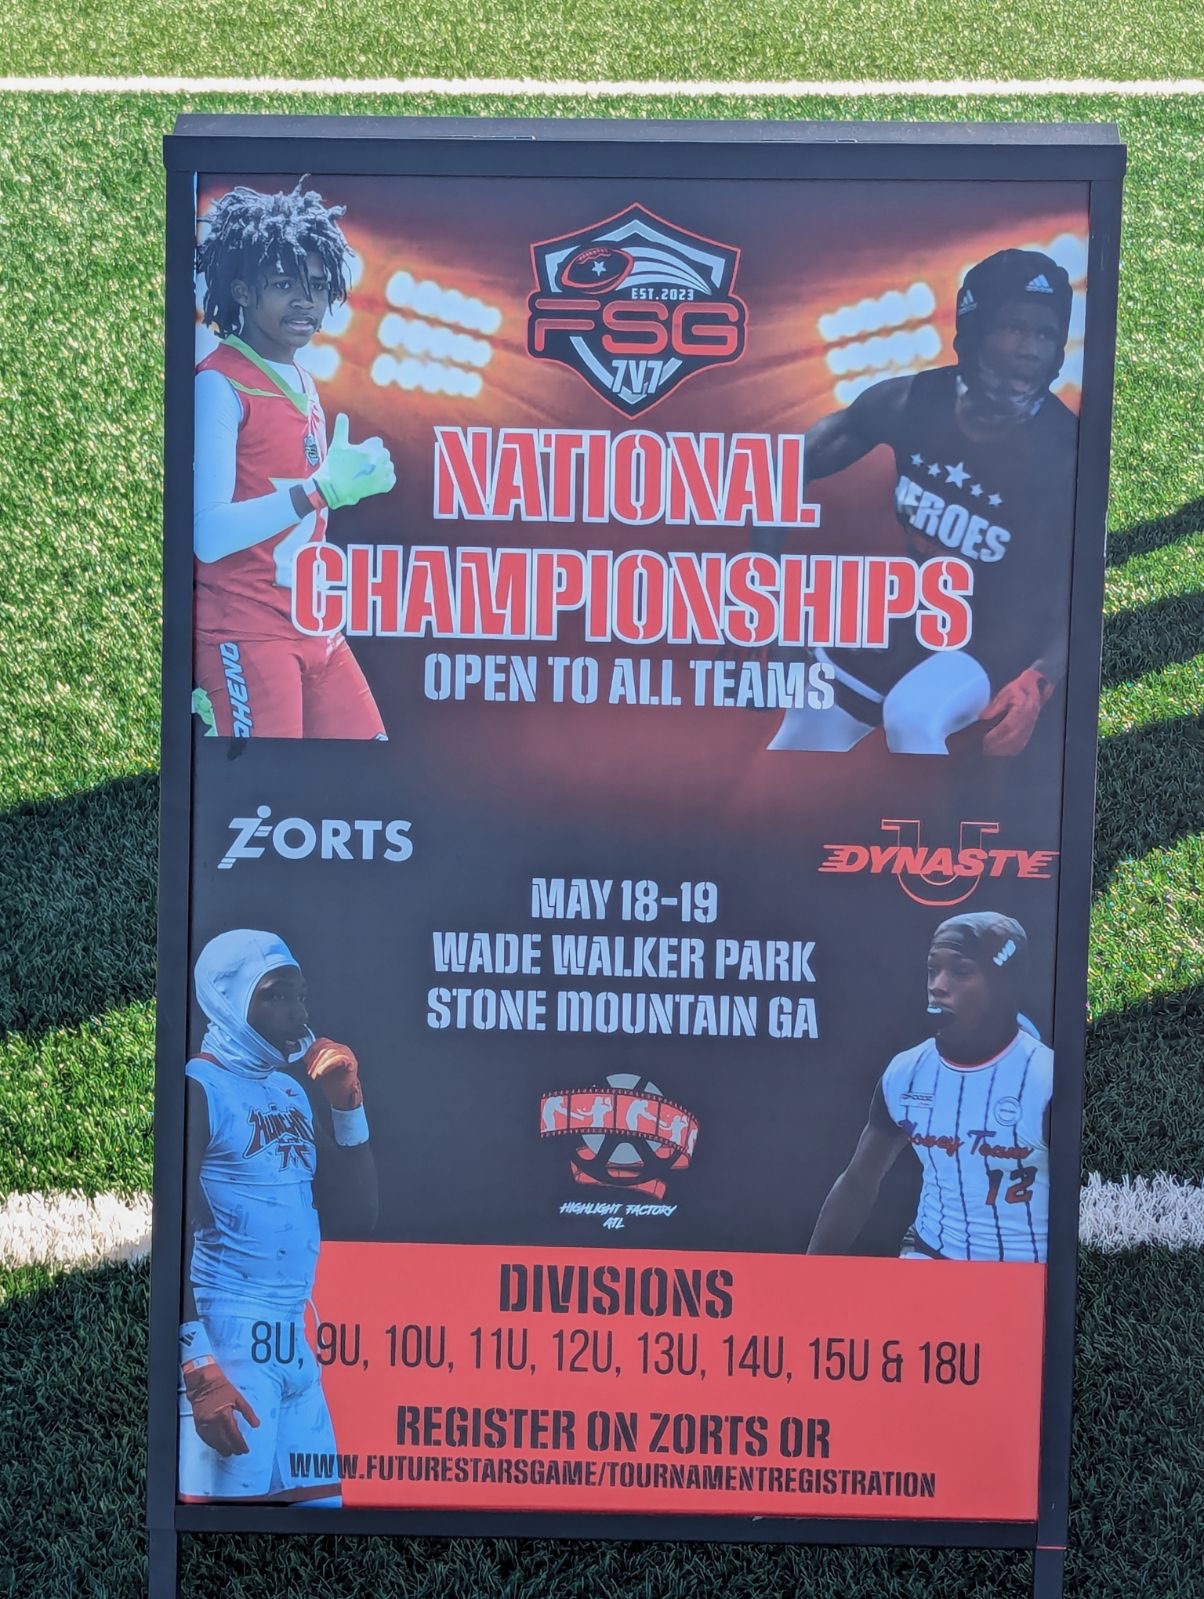 EST. 2023
FSG
7V7
NATIONAL
CHAMPIONSHIPS
OPEN TO ALL TEAMS
HEROES
PHENO
ZORTS
U
DYNASTY
MAY 18-19
WADE WALKER PARK
STONE MOUNTAIN GA
HIGHLIGHT FACTORY
ATL
Money Team
12
DIVISIONS
8U, 9U, 10U, 11U, 12U, 13U, 14U, 15U & 18U
REGISTER ON ZORTS OR
WWW.FUTURESTARSGAME/TOURNAMENTREGISTRATION